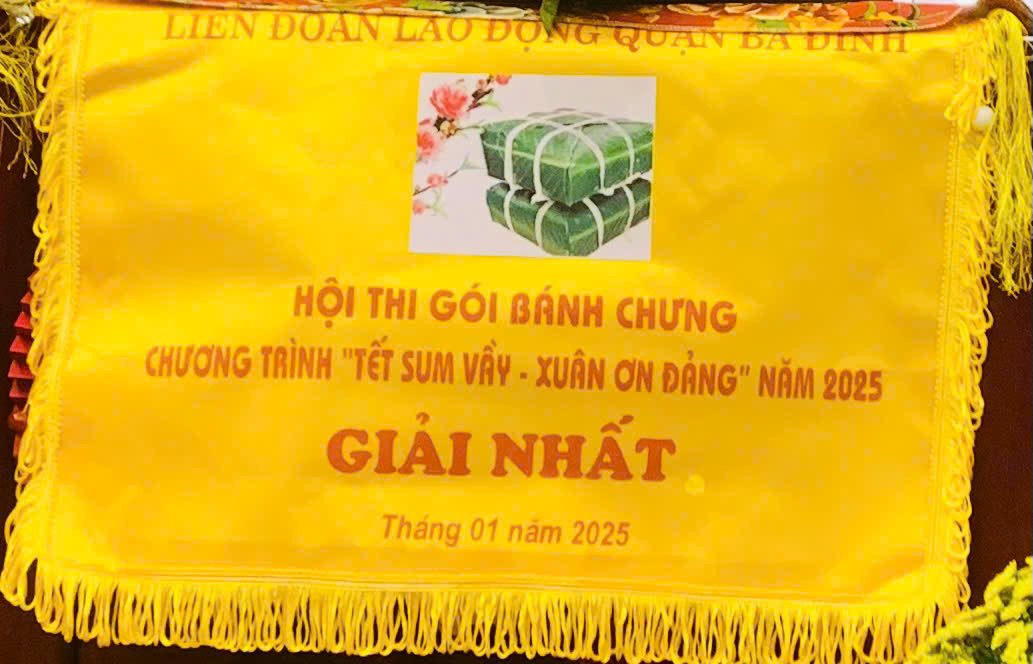 LIÊN ĐOÀN LAO ĐỘNG QUẬN BA ĐÌNH
HỘI THI GÓI BÁNH CHƯNG
CHƯƠNG TRÌNH "TẾT SUM VẦY - XUÂN ƠN ĐẢNG" NĂM 2025
GIẢI NHẤT
Tháng 01 năm 2025